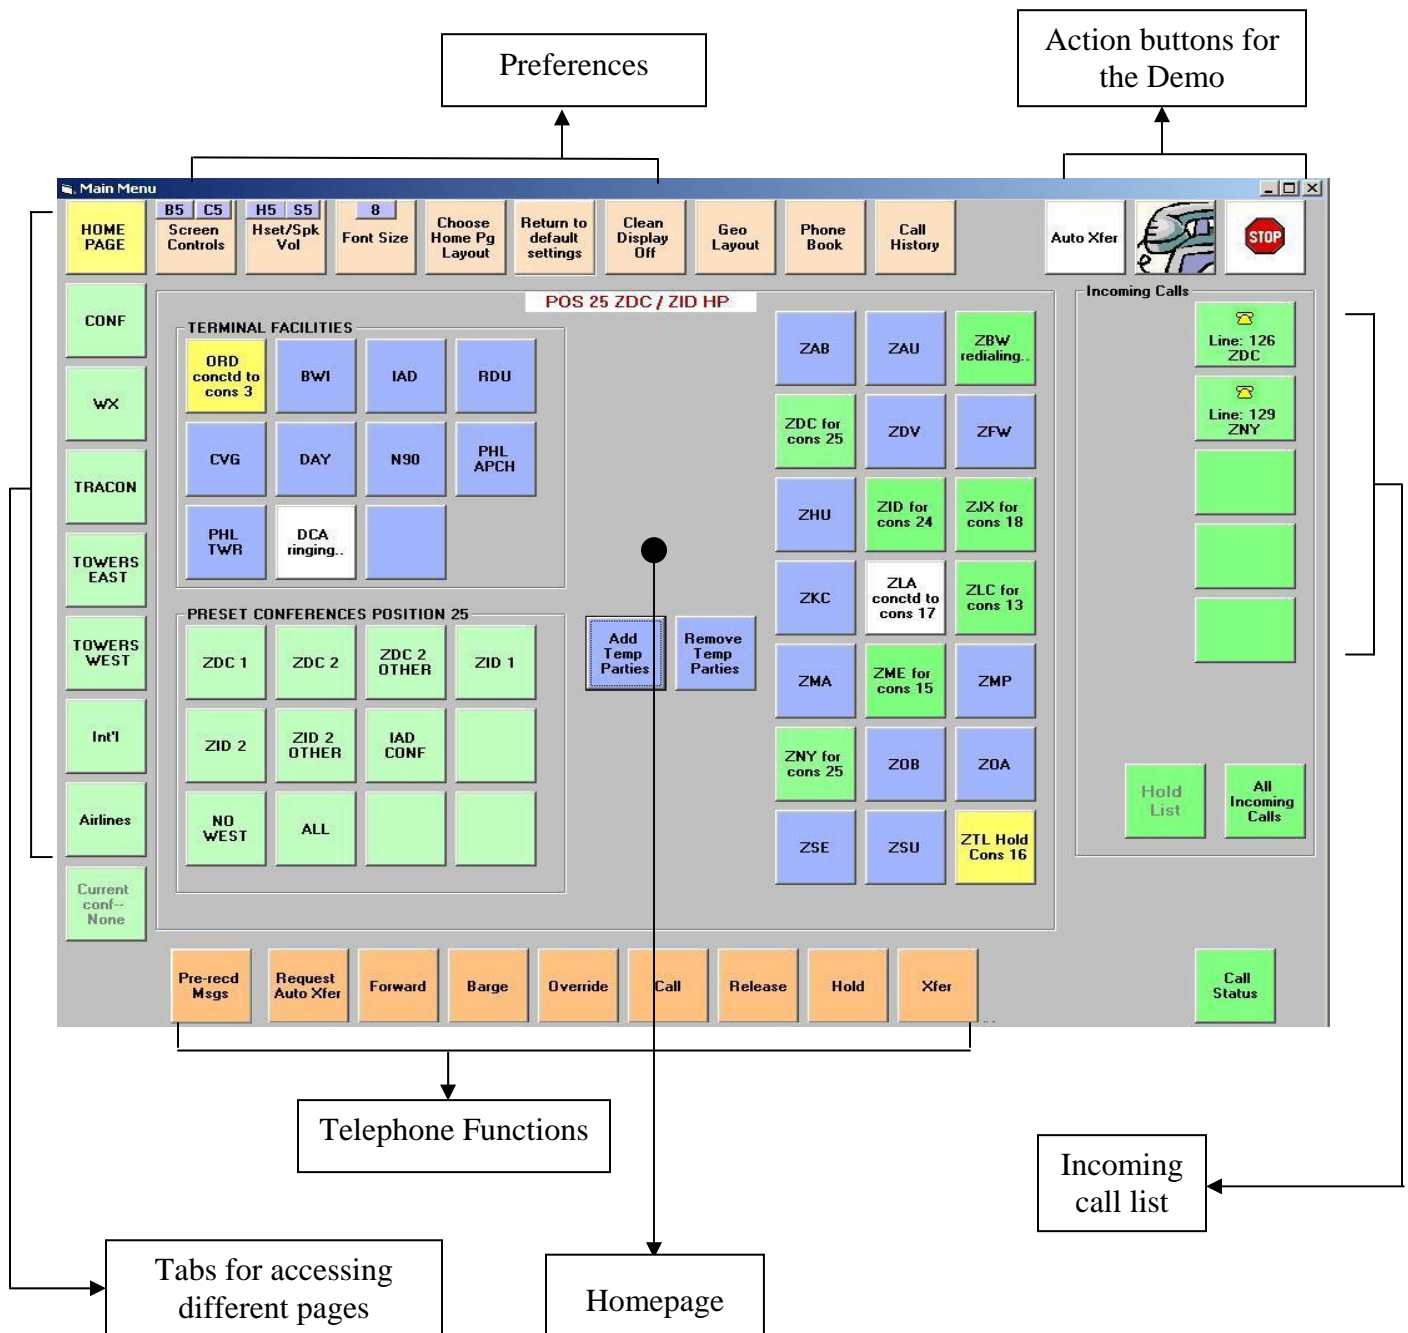 Preferences
Action buttons for
the Demo
Main Menu
HOME
PAGE
B5 C5
Screen
Controls
H5 S5
Hset/Spk
Vol
8
Font Size
Choose
Home Pg
Layout
Return to
default
settings
Clean
Display
Off
Geo
Layout
Phone
Book
Call
History
Auto Xfer
STOP
CONF
WX
TRACON
TOWERS
EAST
TOWERS
WEST
Int'l
Airlines
Current
conf--
None
POS 25 ZDC / ZID HP
TERMINAL FACILITIES
ORD
conctd to
cons 3
BWI
IAD
RDU
CVG
DAY
N90
PHL
APCH
PHL
TWR
DCA
ringing..
PRESET CONFERENCES POSITION 25
ZDC 1
ZDC 2
ZDC 2
OTHER
ZID 1
ZID 2
ZID 2
OTHER
IAD
CONF
NO
WEST
ALL
Add
Temp
Parties
Remove
Temp
Parties
ZAB
ZAU
ZBW
redialing..
ZDC for
cons 25
ZDV
ZFW
ZHU
ZID for
cons 24
ZJX for
cons 18
ZKC
ZLA
conctd to
cons 17
ZLC for
cons 13
ZMA
ZME for
cons 15
ZMP
ZNY for
cons 25
ZOB
ZOA
ZSE
ZSU
ZTL Hold
Cons 16
Incoming Calls
Line: 126
ZDC
Line: 129
ZNY
Hold
List
All
Incoming
Calls
Pre-recd
Msgs
Request
Auto Xfer
Forward
Barge
Override
Call
Release
Hold
Xfer
Call
Status
Telephone Functions
Incoming
call list
Tabs for accessing
different pages
Homepage